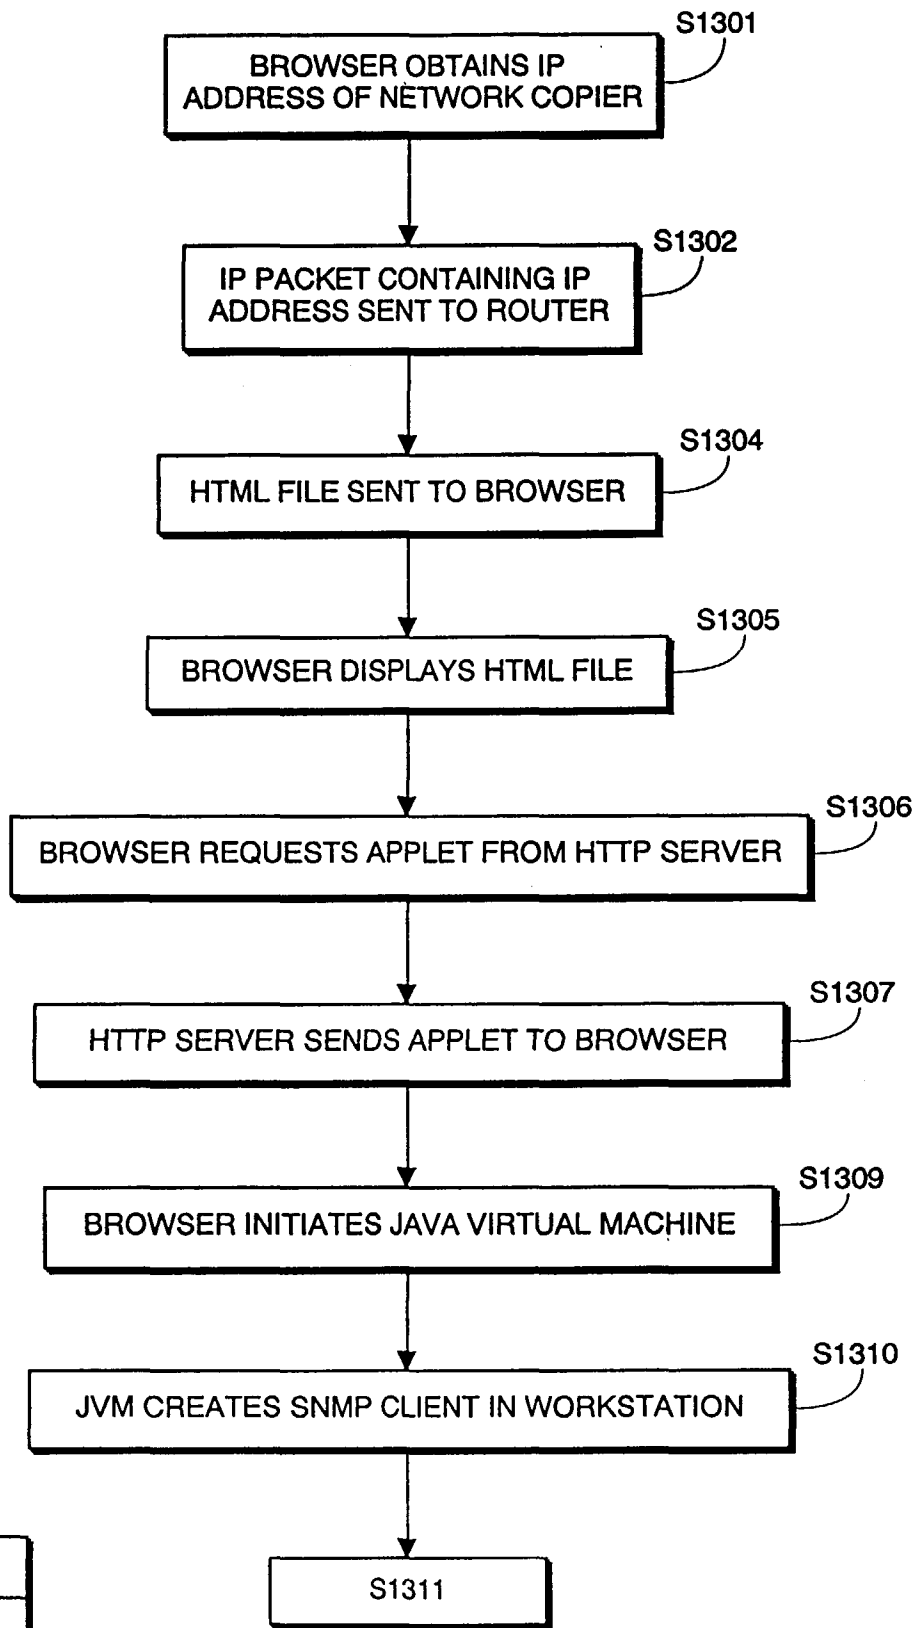 S1301
BROWSER OBTAINS IP
ADDRESS OF NETWORK COPIER
S1302
IP PACKET CONTAINING IP
ADDRESS SENT TO ROUTER
S1304
HTML FILE SENT TO BROWSER
S1305
BROWSER DISPLAYS HTML FILE
S1306
BROWSER REQUESTS APPLET FROM HTTP SERVER
S1307
HTTP SERVER SENDS APPLET TO BROWSER
S1309
BROWSER INITIATES JAVA VIRTUAL MACHINE
S1310
JVM CREATES SNMP CLIENT IN WORKSTATION
S1311